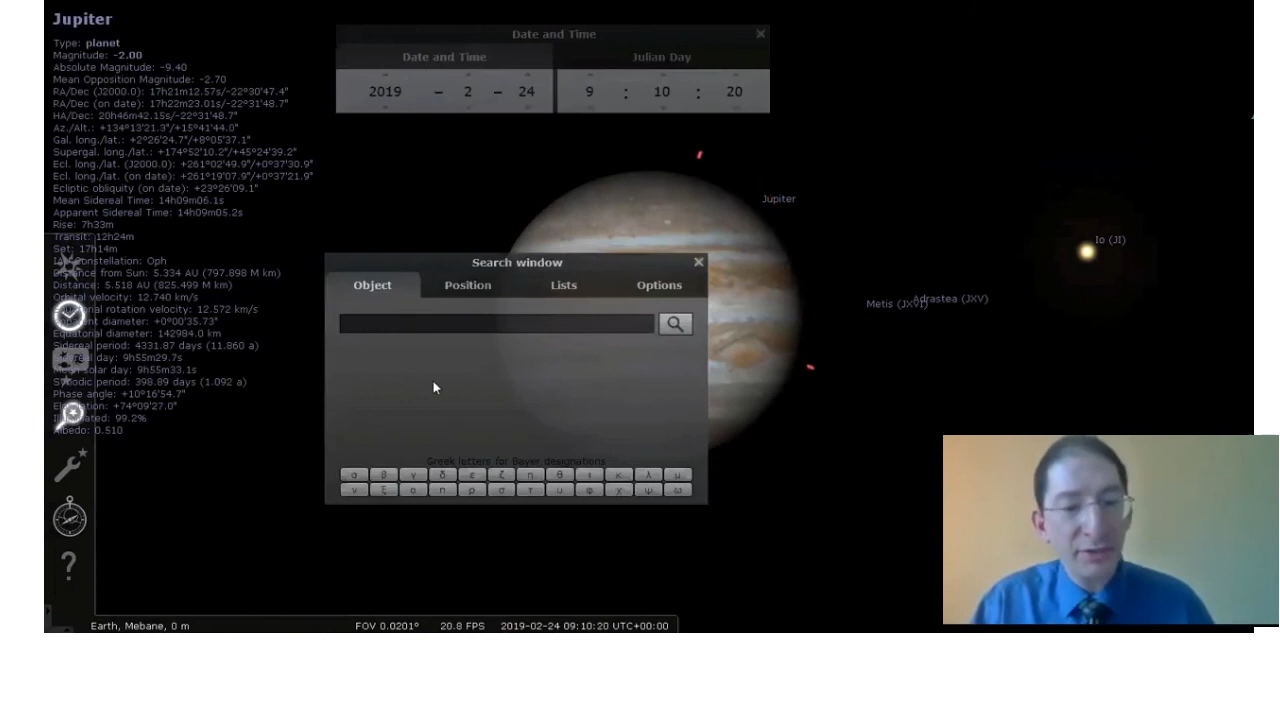 Jupiter
Type: planet
Magnitude: -2.00
Absolute Magnitude: -9.40
Mean Opposition Magnitude: -2.70
RA/Dec (J2000.0): 17h21m12.57s/-22°30'47.4"
RA/Dec (on date): 17h22m23.01s/-22°31'48.7"
HA/Dec: 20h46m42.15s/-22°31'48.7"
Az./Alt.: +134°13'21.3"/+15°41'44.0"
Gal. long./lat.: +2°26'24.7"/+8°05'37.1"
Supergal. long./lat.: +174°52'10.2"/+45°24'39.2"
Ecl. long./lat. (J2000.0): +261°02'49.9"/+0°37'30.9"
Ecl. long./lat. (on date): +261°19'07.9"/+0°37'21.9"
Ecliptic obliquity (on date): +23°26'09.1"
Mean Sidereal Time: 14h09m06.1s
Apparent Sidereal Time: 14h09m05.2s
Rise: 7h33m
Transit: 12h24m
Set: 17h14m
IAU Constellation: Oph
Distance from Sun: 5.334 AU (797.898 M km)
Distance: 5.518 AU (825.499 M km)
Orbital velocity: 12.740 km/s
rotation velocity: 12.572 km/s
diameter: +0°00'35.73"
Equatorial diameter: 142984.0 km
Sidereal period: 4331.87 days (11.860 a)
Sidereal day: 9h55m29.7s
Mean solar day: 9h55m33.1s
Synodic period: 398.89 days (1.092 a)
Phase angle: +10°16'54.7"
Elongation: +74°09'27.0"
Illuminated: 99.2%
Albedo: 0.510
Date and Time
Date and Time Julian Day
2019 - 2 - 24 9 : 10 : 20
Jupiter
Io (JI)
Metis (JXVI)
Adrastea (JXV)
Search window
Object Position Lists Options
Greek letters for Bayer designations
α β γ δ ε ζ η θ ι κ λ μ
ν ξ ο π ρ σ τ υ φ χ ψ ω
Earth, Mebane, 0 m FOV 0.0201° 20.8 FPS 2019-02-24 09:10:20 UTC+00:00